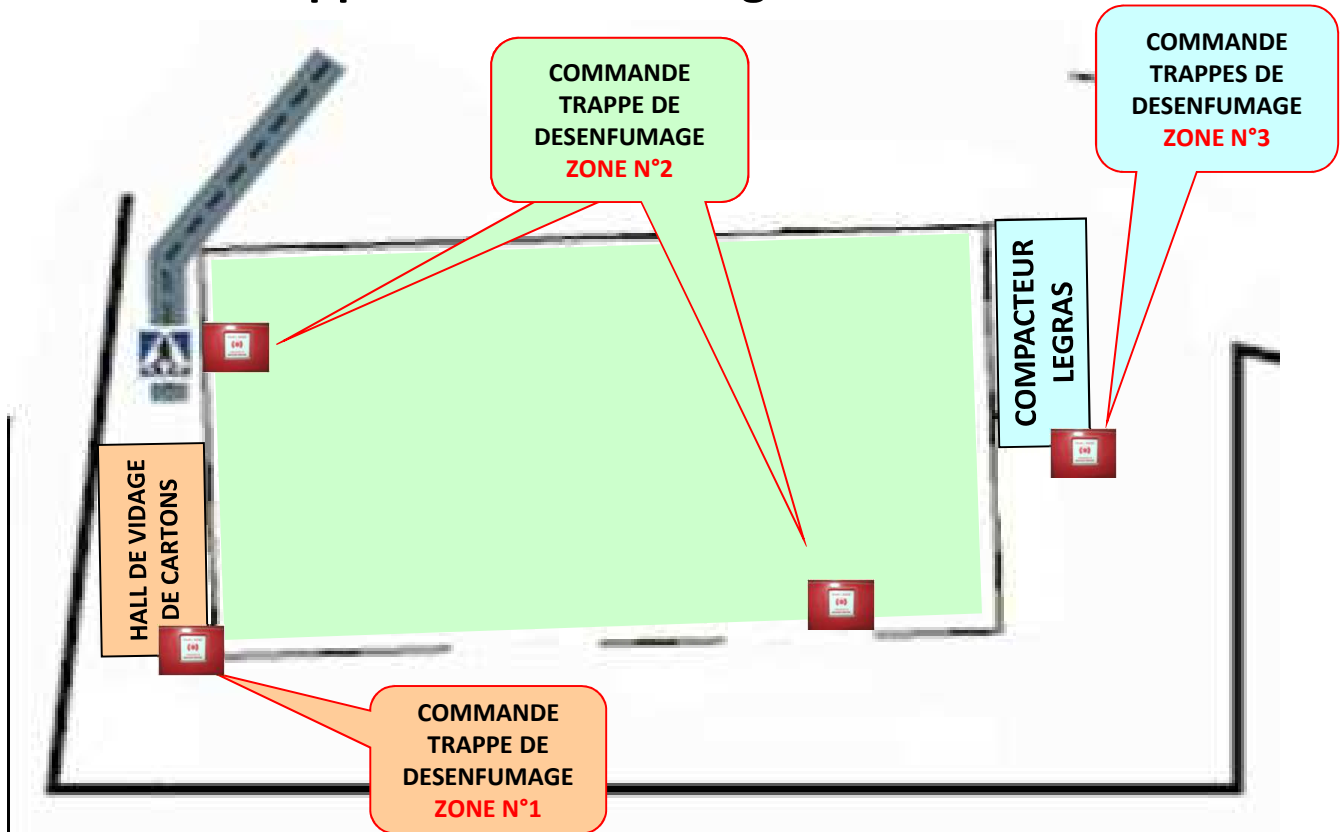 COMMANDE
TRAPPE DE
DESENFUMAGE
ZONE N°2
COMMANDE
TRAPPES DE
DESENFUMAGE
ZONE N°3
COMPACTEUR
LEGRAS
HALL DE VIDAGE
DE CARTONS
COMMANDE
TRAPPE DE
DESENFUMAGE
ZONE N°1